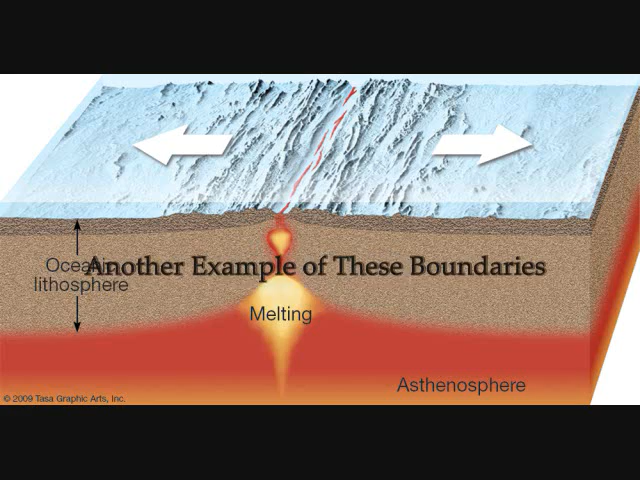 Oceanic
lithosphere
Another Example of These Boundaries
Melting
Asthenosphere
© 2009 Tasa Graphic Arts, Inc.